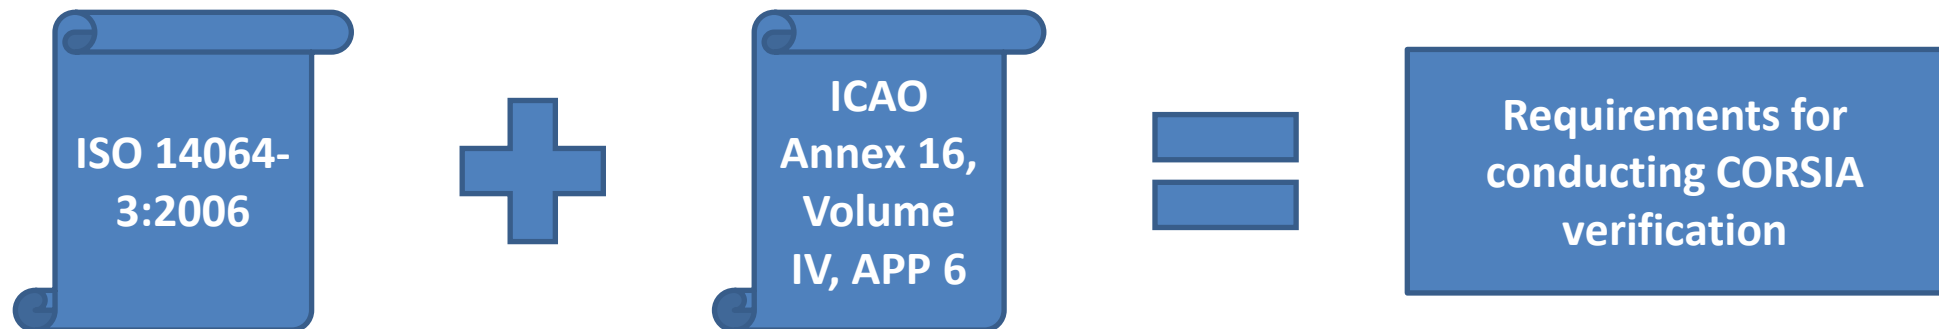 ISO 14064-
3:2006
ICAO
Annex 16,
Volume
IV, APP 6
Requirements for
conducting CORSIA
verification